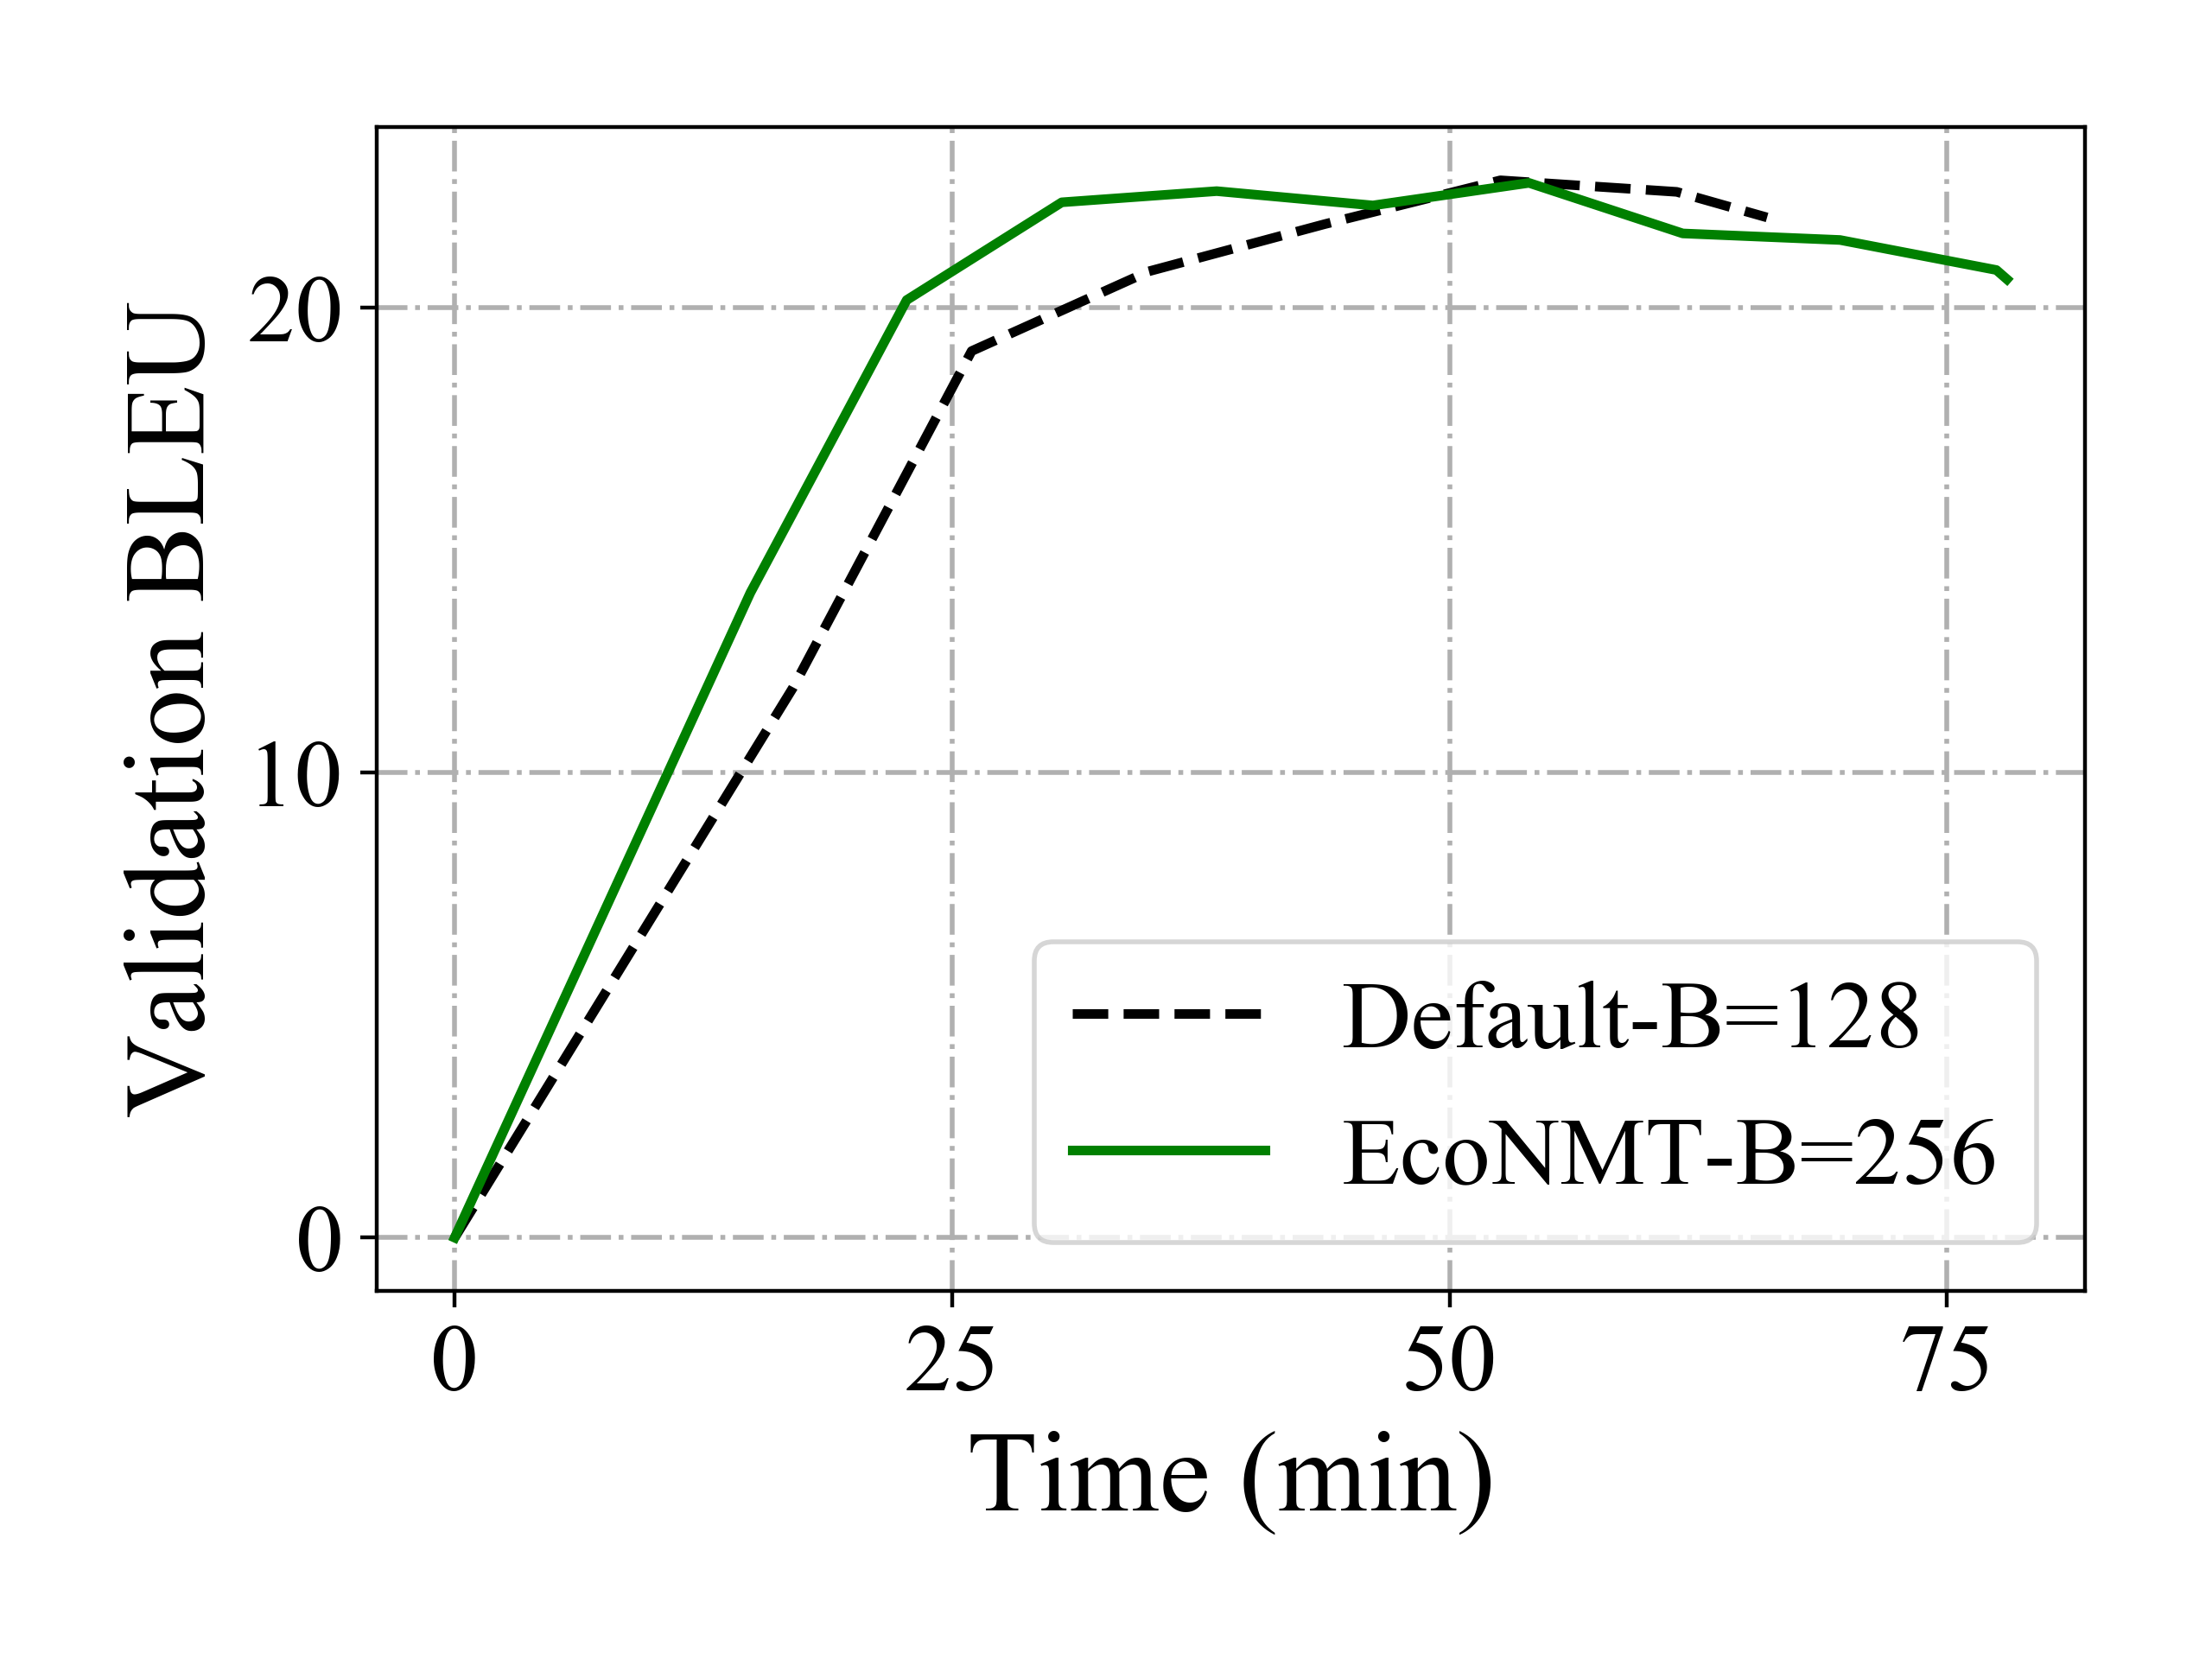 Validation BLEU
20
10
0
0 25 50 75
Time (min)
Default-B=128
EcoNMT-B=256